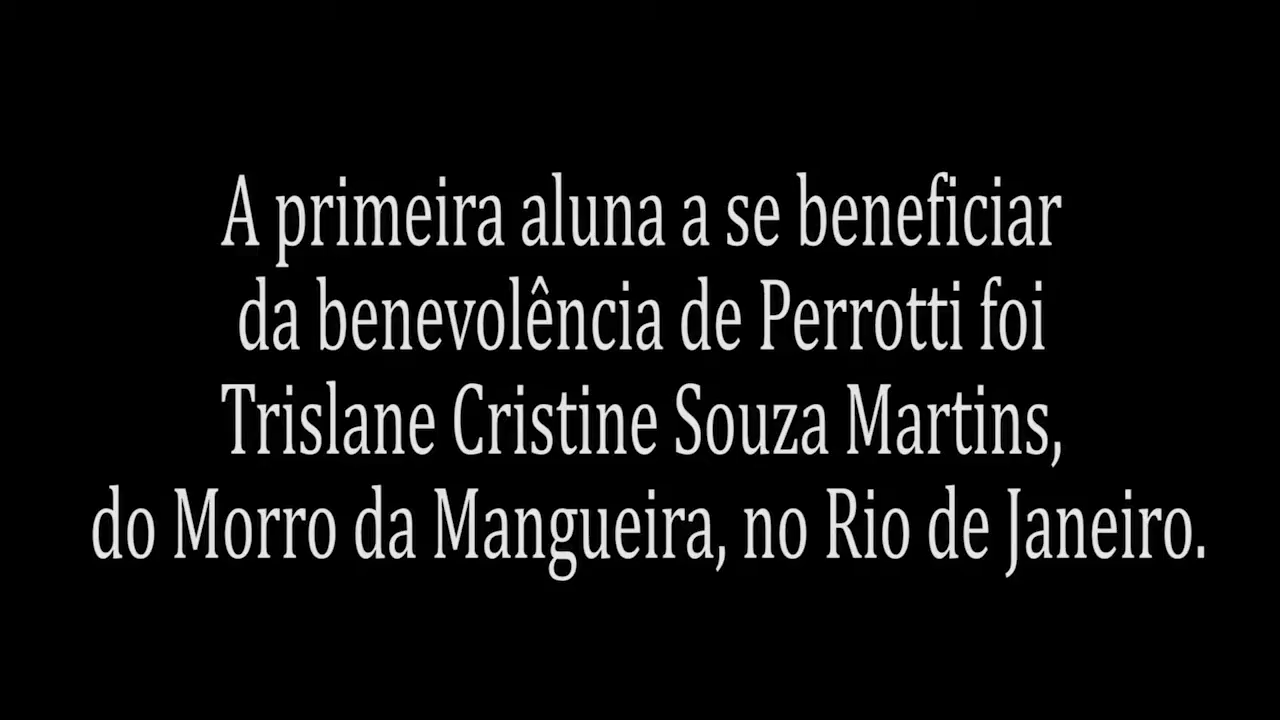 A primeira aluna a se beneficiar
da benevolência de Perrotti foi
Trislane Cristine Souza Martins,
do Morro da Mangueira, no Rio de Janeiro.